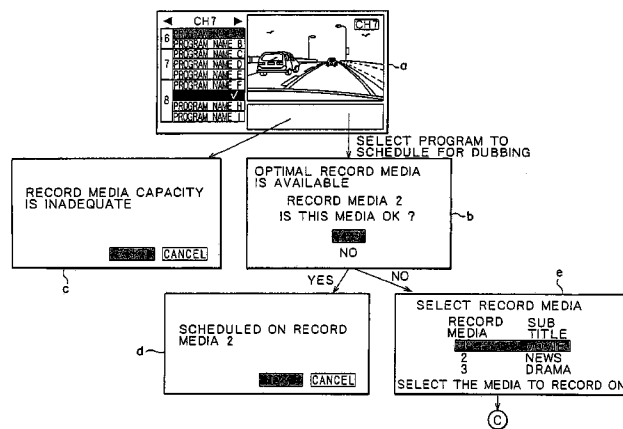 ◀ CH7 ▶
CH7
6
PROGRAM NAME B
PROGRAM NAME C
7
PROGRAM NAME D
PROGRAM NAME E
PROGRAM NAME F
8
PROGRAM NAME H
PROGRAM NAME I
a
SELECT PROGRAM TO
SCHEDULE FOR DUBBING
RECORD MEDIA CAPACITY
IS INADEQUATE
CANCEL
c
OPTIMAL RECORD MEDIA
IS AVAILABLE
RECORD MEDIA 2
IS THIS MEDIA OK ?
YES
NO
b
YES
NO
SCHEDULED ON RECORD
MEDIA 2
CANCEL
d
e
SELECT RECORD MEDIA
RECORD SUB
MEDIA TITLE
2 NEWS
3 DRAMA
SELECT THE MEDIA TO RECORD ON
C